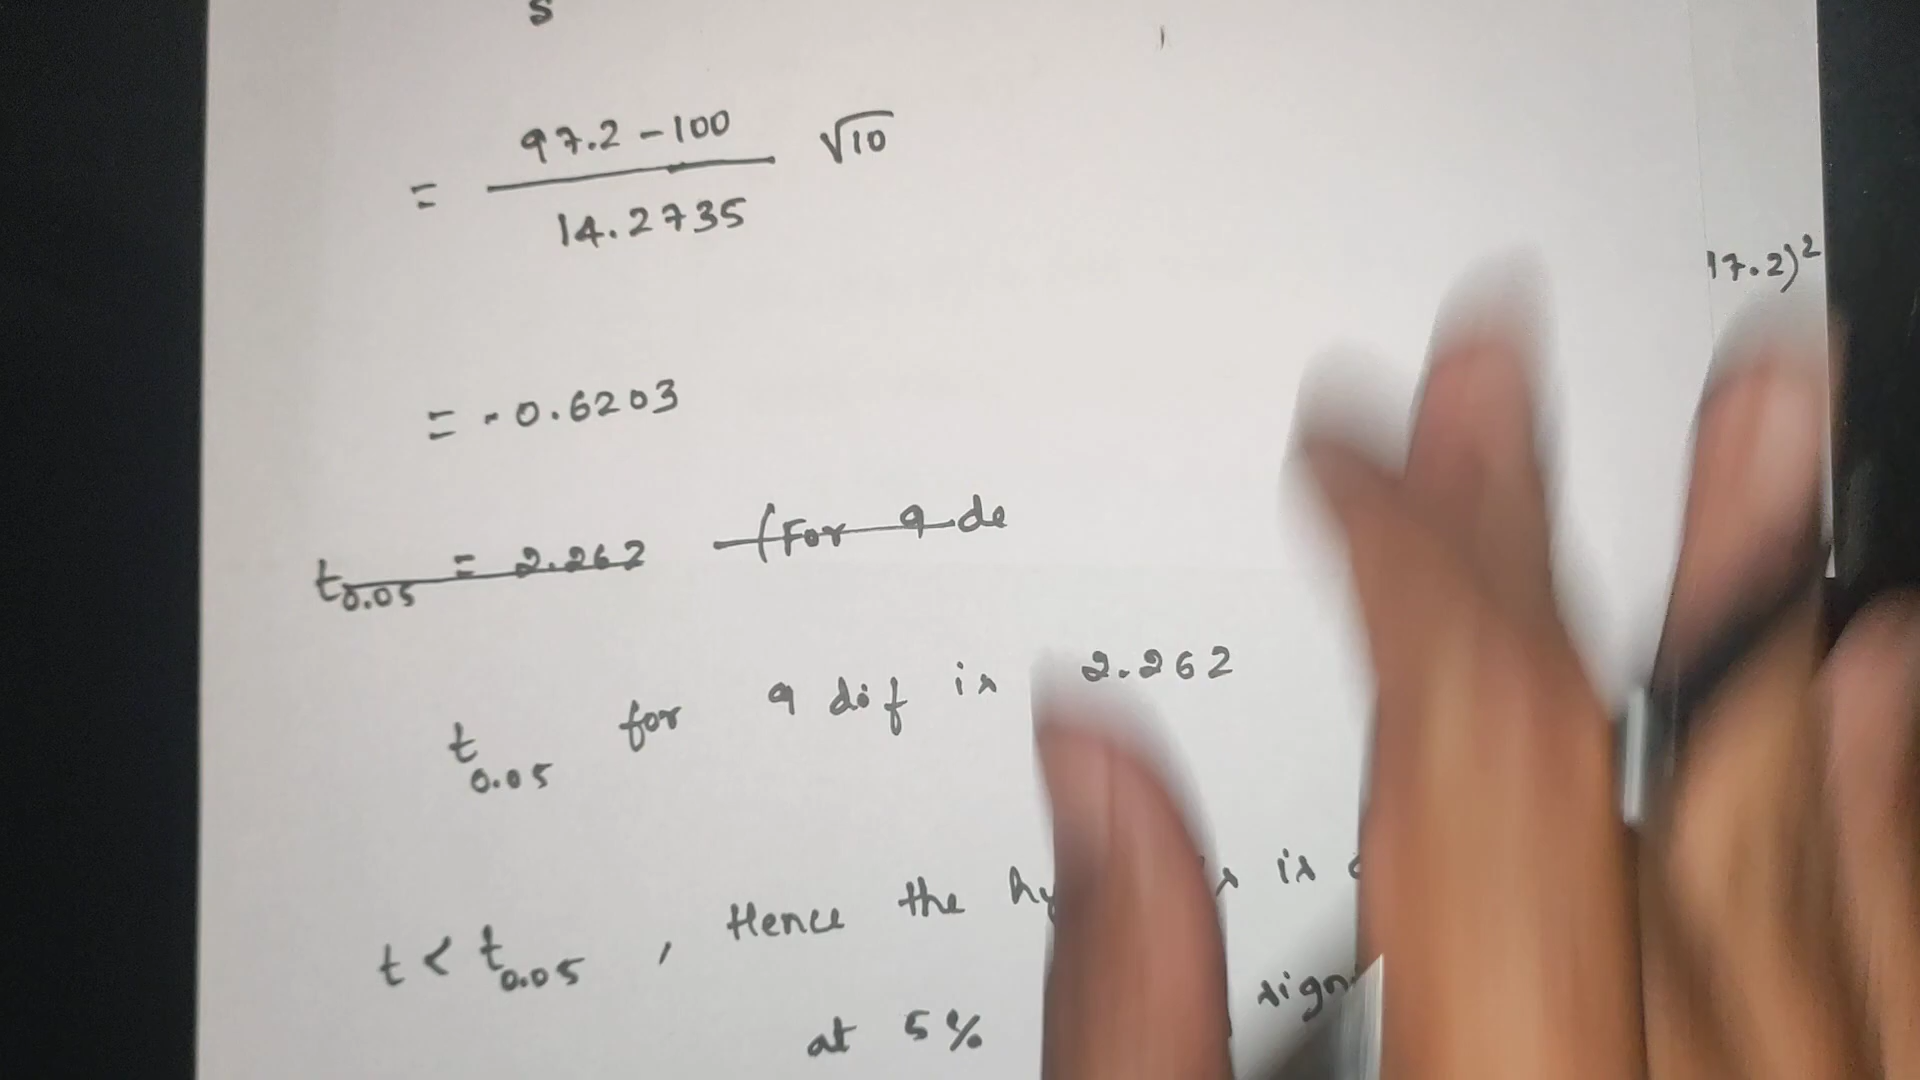 s
= 97.2 - 100 / 14.2735 √10
17.2)²
= - 0.6203
t0.05 = 2.262 (For 9 de
t0.05 for 9 d.f is 2.262
t < t0.05 , Hence the is
at 5%